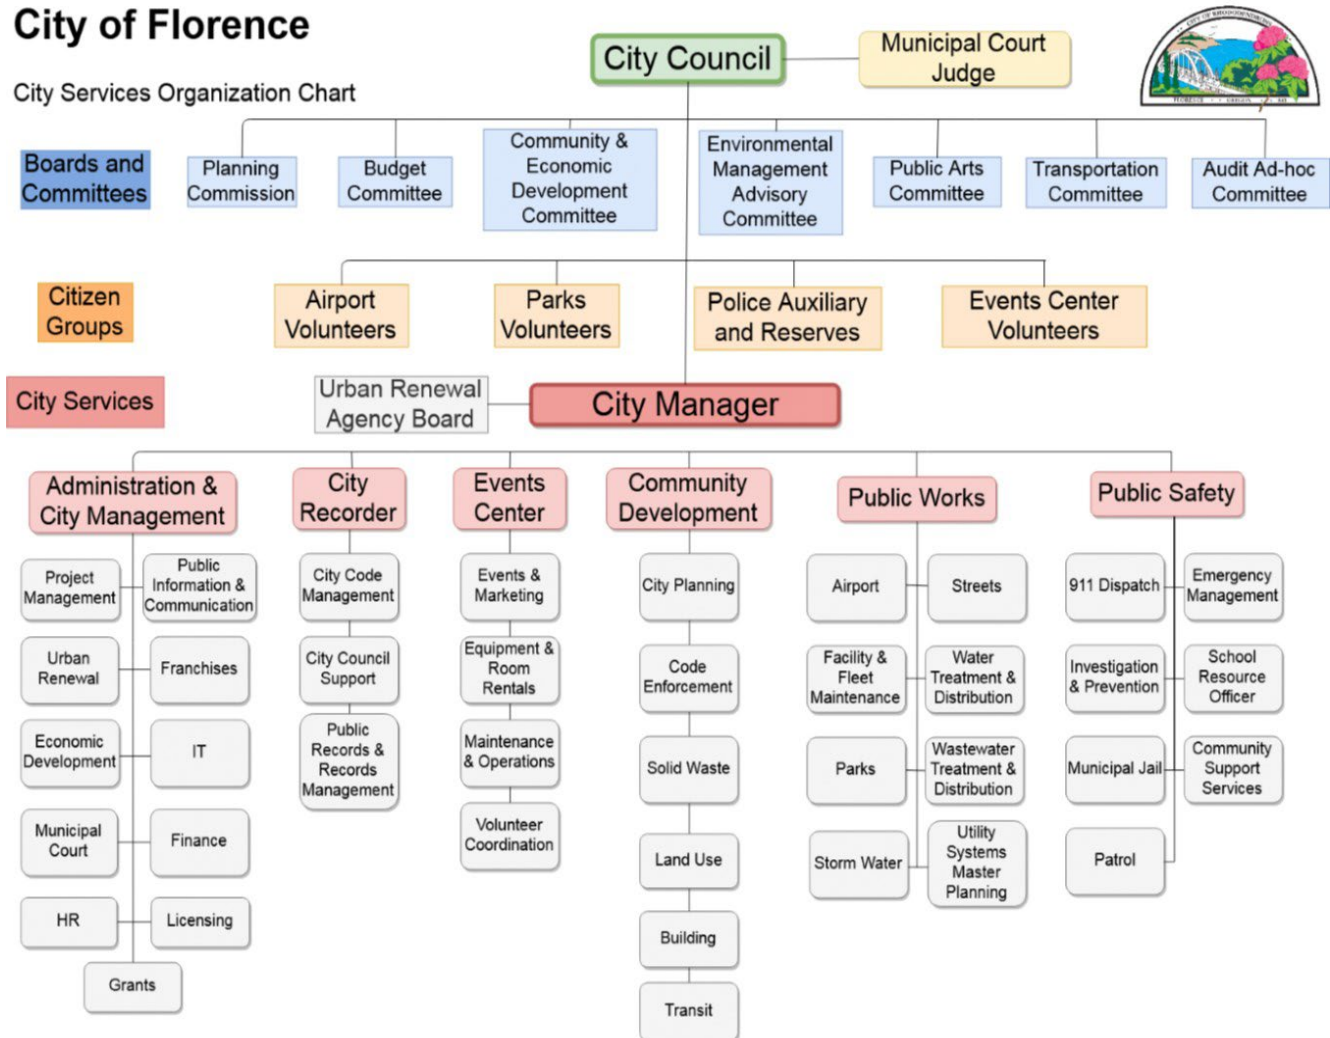 City of Florence
City Services Organization Chart
City Council
Municipal Court
Judge
CITY OF RHODODENDRONS
FLORENCE
OREGON
Boards and
Committees
Planning
Commission
Budget
Committee
Community &
Economic
Development
Committee
Environmental
Management
Advisory
Committee
Public Arts
Committee
Transportation
Committee
Audit Ad-hoc
Committee
Citizen
Groups
Airport
Volunteers
Parks
Volunteers
Police Auxiliary
and Reserves
Events Center
Volunteers
City Services
Urban Renewal
Agency Board
City Manager
Administration &
City Management
Project
Management
Public
Information &
Communication
Urban
Renewal
Franchises
Economic
Development
IT
Municipal
Court
Finance
HR
Licensing
Grants
City
Recorder
City Code
Management
City Council
Support
Public
Records &
Records
Management
Events
Center
Events &
Marketing
Equipment &
Room
Rentals
Maintenance
& Operations
Volunteer
Coordination
Community
Development
City Planning
Code
Enforcement
Solid Waste
Land Use
Building
Transit
Public Works
Airport
Streets
Facility &
Fleet
Maintenance
Water
Treatment &
Distribution
Parks
Wastewater
Treatment &
Distribution
Storm Water
Utility
Systems
Master
Planning
Public Safety
911 Dispatch
Emergency
Management
Investigation
& Prevention
School
Resource
Officer
Municipal Jail
Community
Support
Services
Patrol